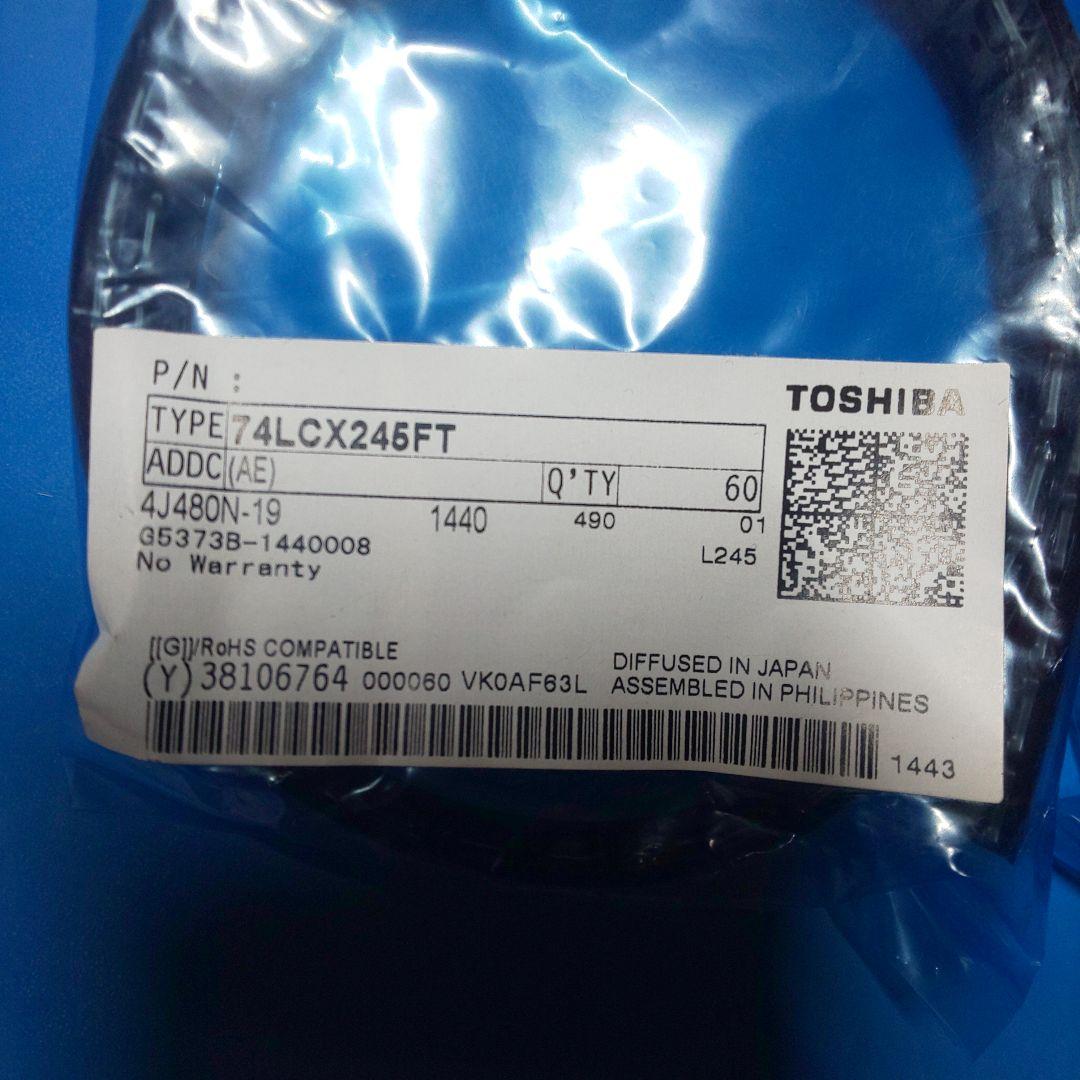 P/N :
TOSHIBA
TYPE 74LCX245FT
ADDC (AE) Q'TY 60
4J480N-19 1440 490 01
G5373B-1440008 L245
No Warranty
[[G]]/RoHS COMPATIBLE DIFFUSED IN JAPAN
(Y) 38106764 000060 VK0AF63L ASSEMBLED IN PHILIPPINES
1443